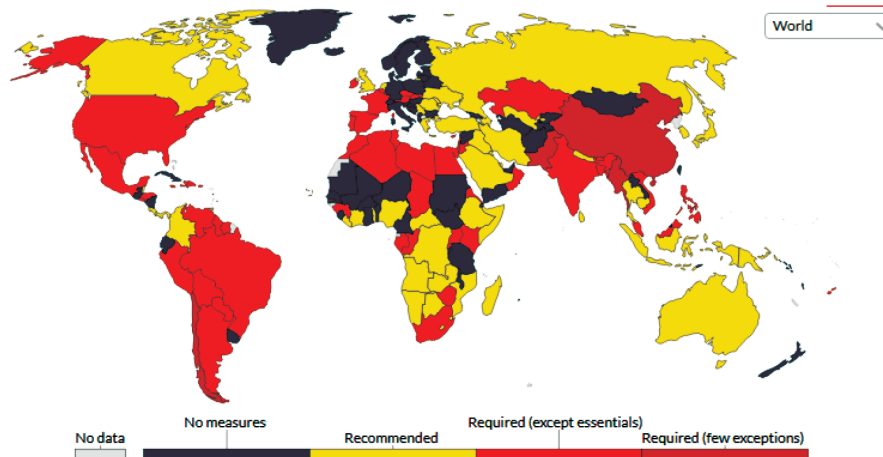 World
No data
No measures
Recommended
Required (except essentials)
Required (few exceptions)